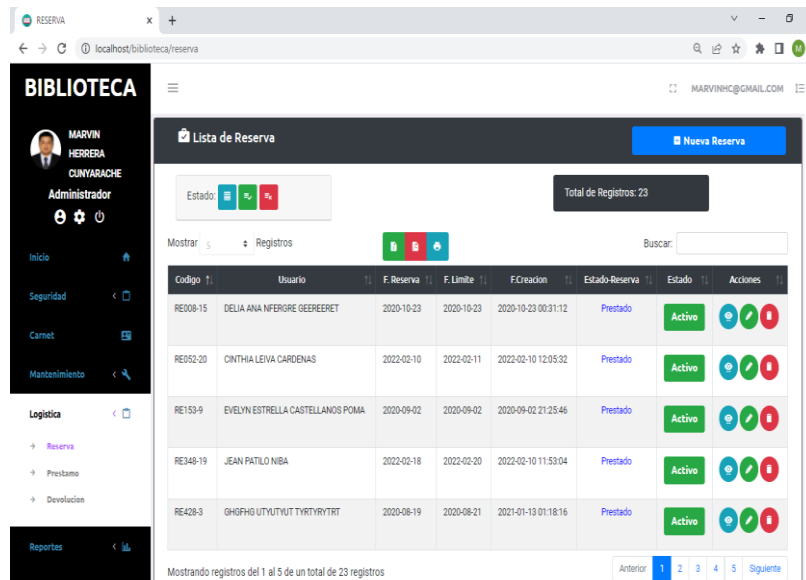 RESERVA
localhost/biblioteca/reserva
M
BIBLIOTECA
MARVINHC@GMAIL.COM
MARVIN
HERRERA
CUNYARACHE
Administrador
Inicio
Seguridad
Carnet
Mantenimiento
Logistica
Reserva
Prestamo
Devolucion
Reportes
Lista de Reserva
Nueva Reserva
Estado:
Total de Registros: 23
Mostrar 5 Registros
Buscar:
Codigo Usuario F. Reserva F. Limite F.Creacion Estado-Reserva Estado Acciones
RE008-15 DELIA ANA NFERGRE GEEREERET 2020-10-23 2020-10-23 2020-10-23 00:31:12 Prestado Activo
RE052-20 CINTHIA LEIVA CARDENAS 2022-02-10 2022-02-11 2022-02-10 12:05:32 Prestado Activo
RE153-9 EVELYN ESTRELLA CASTELLANOS POMA 2020-09-02 2020-09-02 2020-09-02 21:25:46 Prestado Activo
RE348-19 JEAN PATILO NIBA 2022-02-18 2022-02-20 2022-02-10 11:53:04 Prestado Activo
RE428-3 GHGFHG UTYUTYUT TYRTYRYTRT 2020-08-19 2020-08-21 2021-01-13 01:18:16 Prestado Activo
Mostrando registros del 1 al 5 de un total de 23 registros
Anterior 1 2 3 4 5 Siguiente